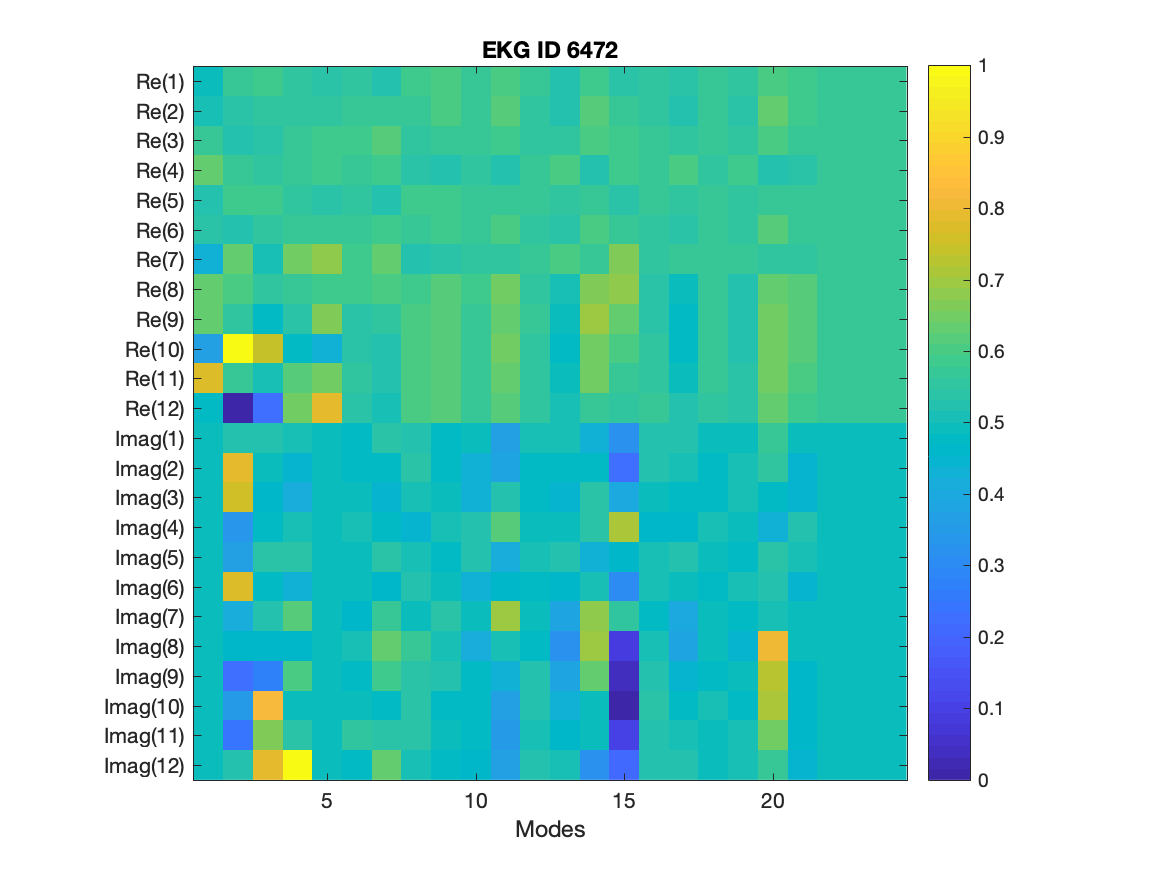 EKG ID 6472
Re(1)
Re(2)
Re(3)
Re(4)
Re(5)
Re(6)
Re(7)
Re(8)
Re(9)
Re(10)
Re(11)
Re(12)
Imag(1)
Imag(2)
Imag(3)
Imag(4)
Imag(5)
Imag(6)
Imag(7)
Imag(8)
Imag(9)
Imag(10)
Imag(11)
Imag(12)
5 10 15 20
Modes
1
0.9
0.8
0.7
0.6
0.5
0.4
0.3
0.2
0.1
0